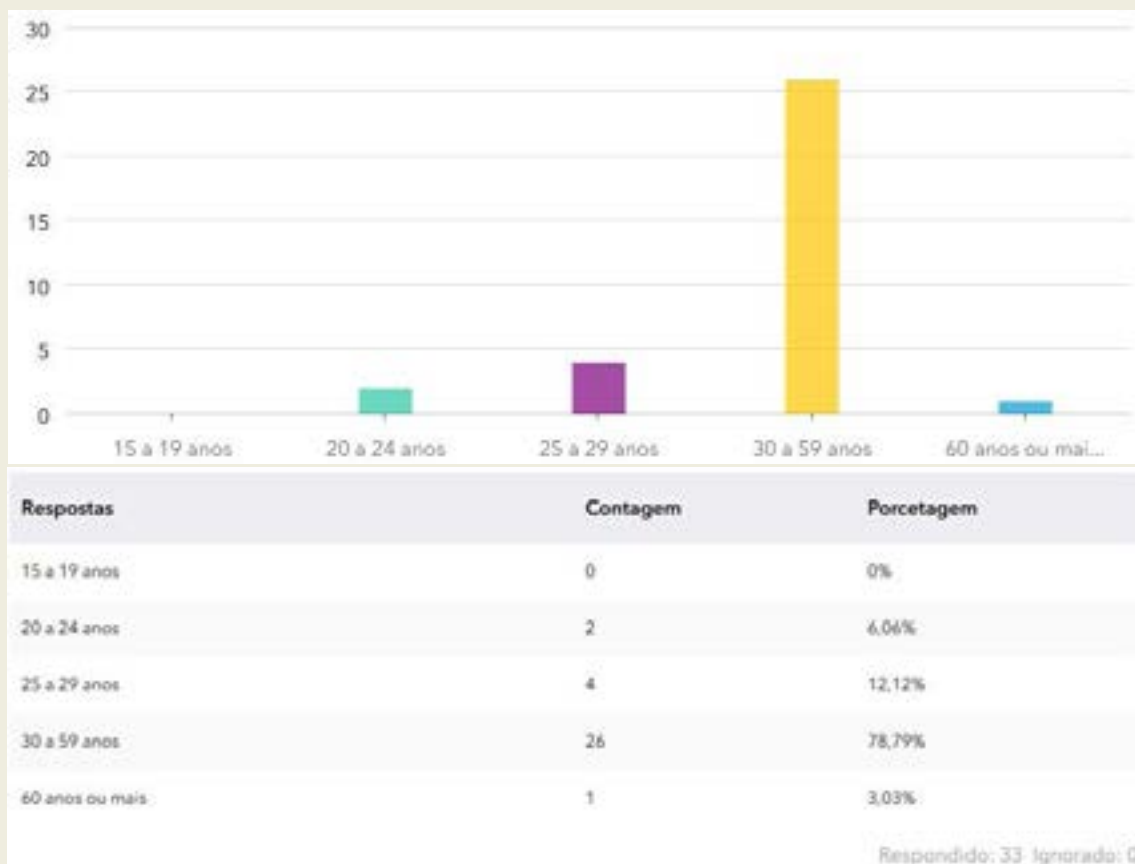 30
25
20
15
10
5
0
15 a 19 anos 20 a 24 anos 25 a 29 anos 30 a 59 anos 60 anos ou mai...
Respostas Contagem Porcetagem
15 a 19 anos 0 0%
20 a 24 anos 2 6,06%
25 a 29 anos 4 12,12%
30 a 59 anos 26 78,79%
60 anos ou mais 1 3,03%
Respondido: 33 Ignorado: 0